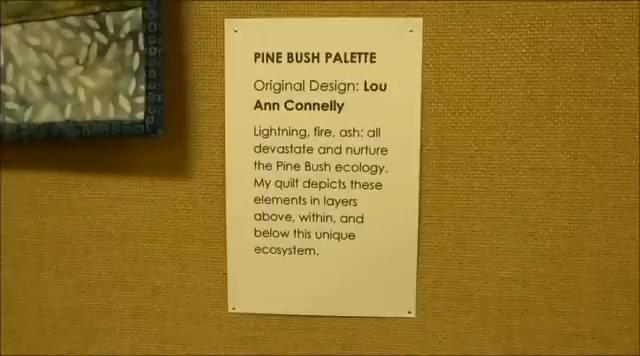 PINE BUSH PALETTE
Original Design: Lou
Ann Connelly
Lightning, fire, ash: all
devastate and nurture
the Pine Bush ecology.
My quilt depicts these
elements in layers
above, within, and
below this unique
ecosystem.